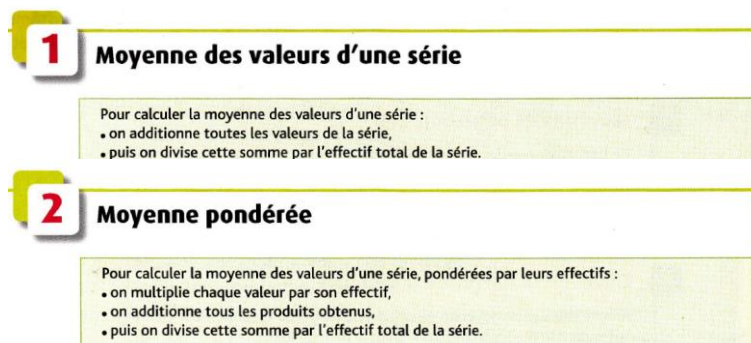 1
Moyenne des valeurs d'une série
Pour calculer la moyenne des valeurs d'une série :
• on additionne toutes les valeurs de la série,
• puis on divise cette somme par l'effectif total de la série.
2
Moyenne pondérée
Pour calculer la moyenne des valeurs d'une série, pondérées par leurs effectifs :
• on multiplie chaque valeur par son effectif,
• on additionne tous les produits obtenus,
• puis on divise cette somme par l'effectif total de la série.